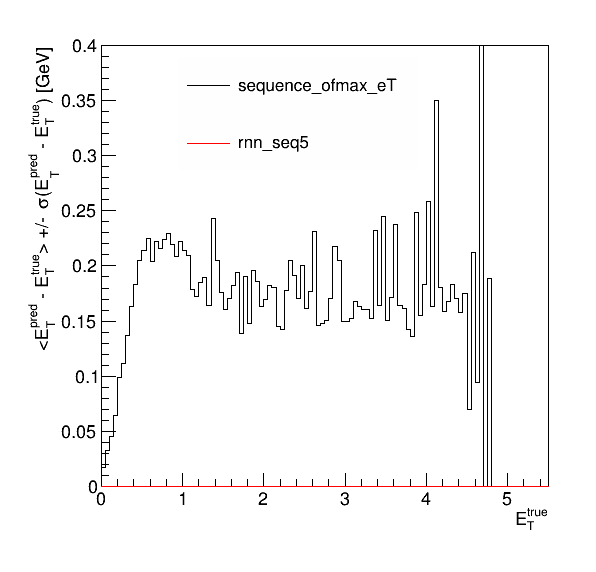 <E_T^pred - E_T^true> +/- σ(E_T^pred - E_T^true) [GeV]
0.4
0.35
0.3
0.25
0.2
0.15
0.1
0.05
0
sequence_ofmax_eT
rnn_seq5
0 1 2 3 4 5
E_T^true